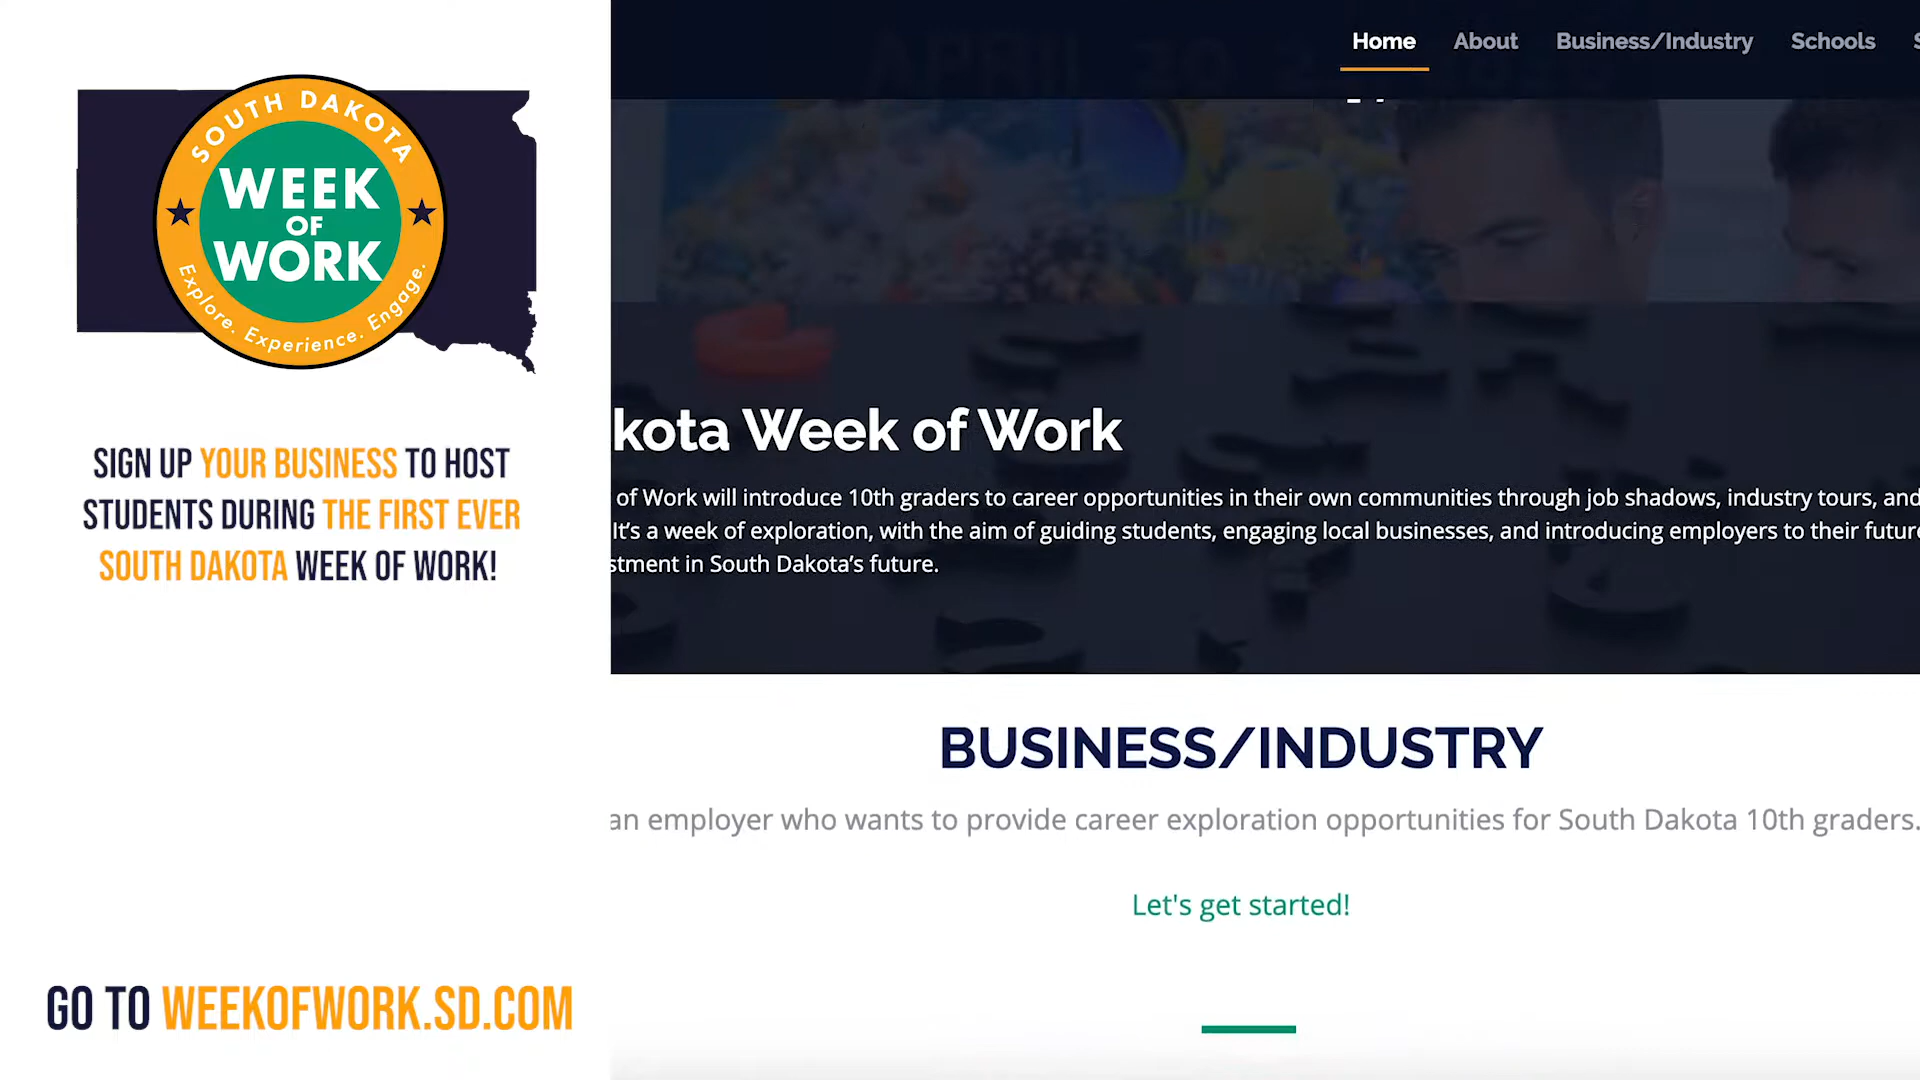 SOUTH DAKOTA
WEEK
OF
WORK
Explore. Experience. Engage.
SIGN UP YOUR BUSINESS TO HOST
STUDENTS DURING THE FIRST EVER
SOUTH DAKOTA WEEK OF WORK!
GO TO WEEKOFWORK.SD.COM
Home About Business/Industry Schools
APRIL 20 2
kota Week of Work
of Work will introduce 10th graders to career opportunities in their own communities through job shadows, industry tours, and
It’s a week of exploration, with the aim of guiding students, engaging local businesses, and introducing employers to their future
stment in South Dakota’s future.
BUSINESS/INDUSTRY
an employer who wants to provide career exploration opportunities for South Dakota 10th graders.
Let's get started!